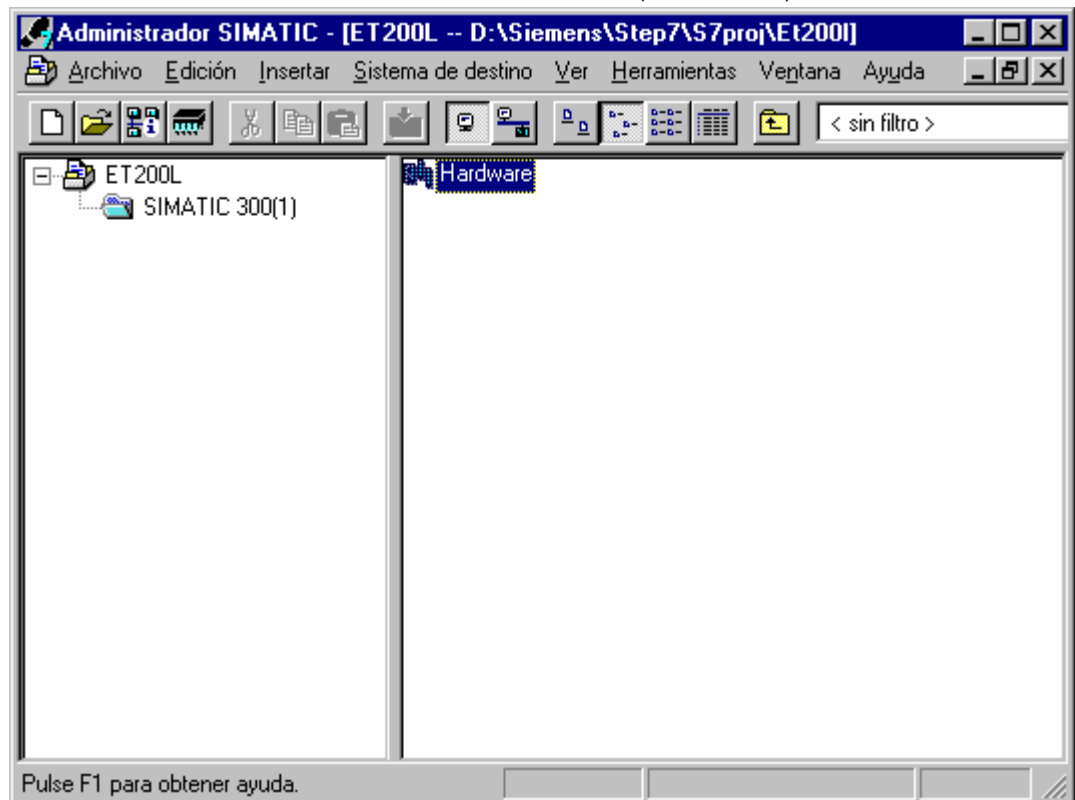 Administrador SIMATIC - [ET200L -- D:\Siemens\Step7\S7proj\Et200l]
Archivo Edición Insertar Sistema de destino Ver Herramientas Ventana Ayuda
< sin filtro >
ET200L
SIMATIC 300(1)
Hardware
Pulse F1 para obtener ayuda.